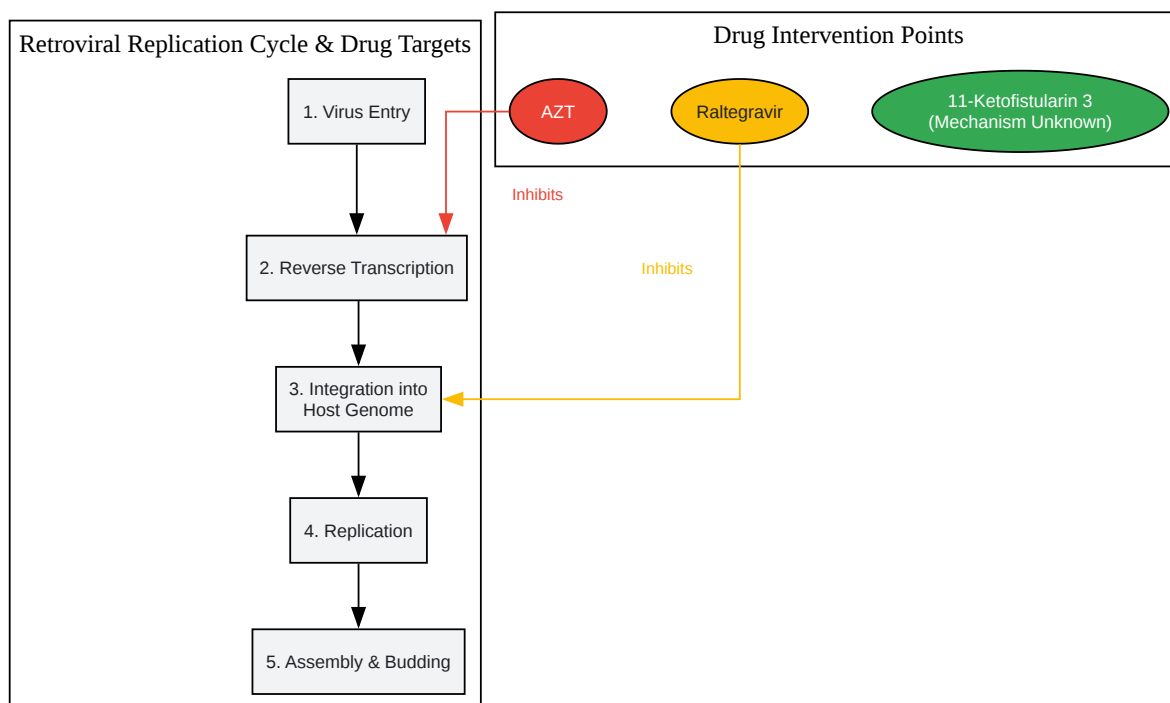 Retroviral Replication Cycle & Drug Targets
1. Virus Entry
2. Reverse Transcription
3. Integration into
Host Genome
4. Replication
5. Assembly & Budding
Drug Intervention Points
AZT
Raltegravir
11-Ketofistularin 3
(Mechanism Unknown)
Inhibits
Inhibits